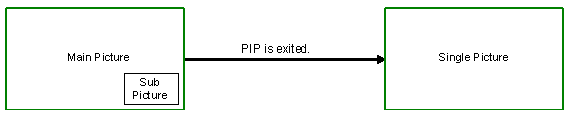 Main Picture
Sub
Picture
PIP is exited.
Single Picture